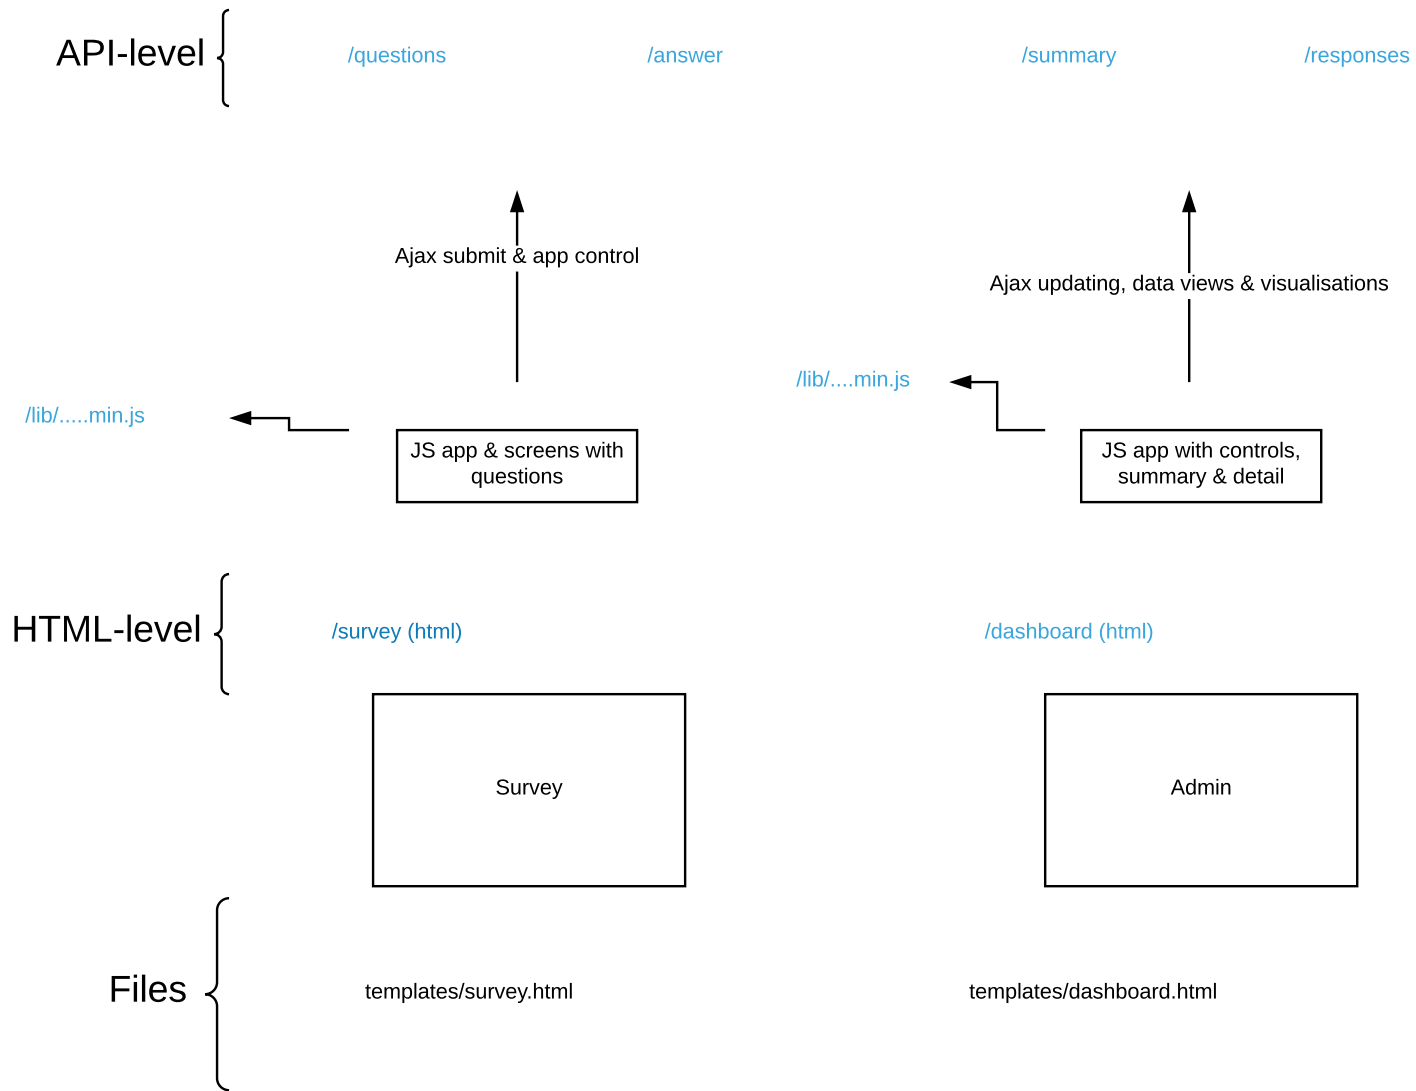 API-level
/questions
/answer
/summary
/responses
Ajax submit & app control
Ajax updating, data views & visualisations
/lib/.....min.js
/lib/....min.js
JS app & screens with
questions
JS app with controls,
summary & detail
HTML-level
/survey (html)
/dashboard (html)
Survey
Admin
Files
templates/survey.html
templates/dashboard.html